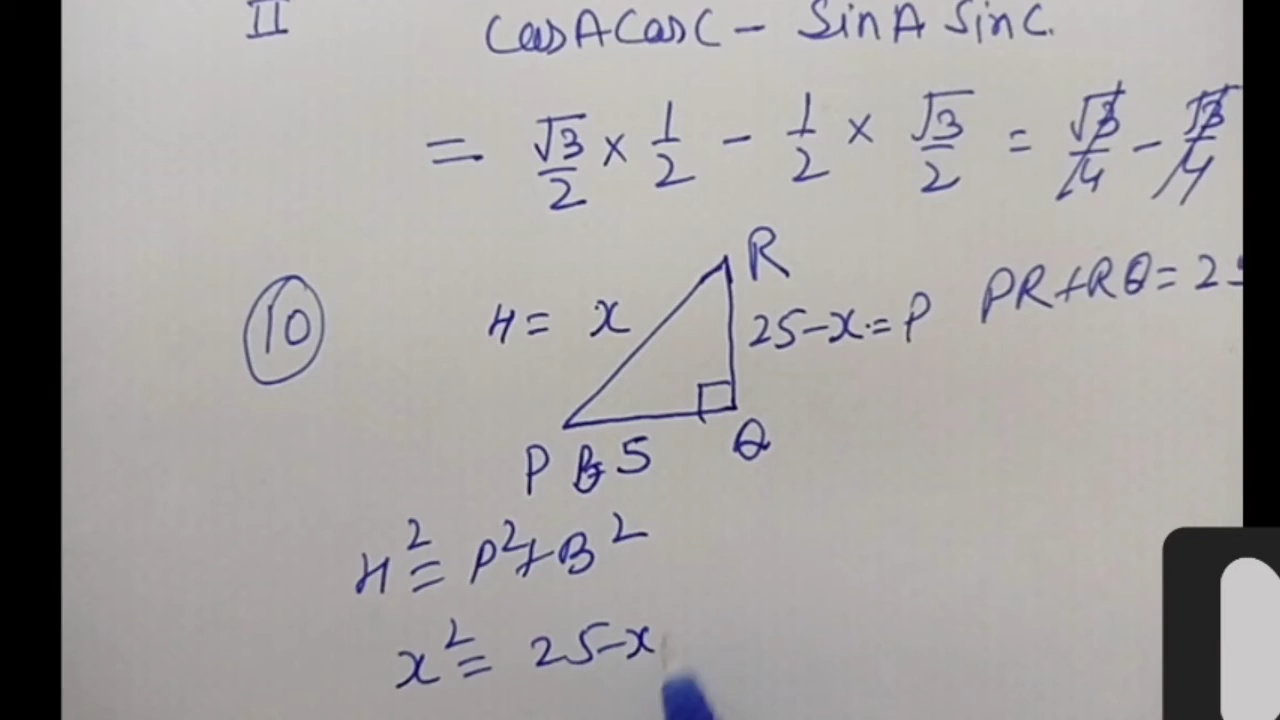 II cosA cosC - SinA SinC.
= √3/2 × 1/2 - 1/2 × √3/2 = √3/4 - √3/4
R
10 H = x 25-x = P PR+RQ = 25
P B 5 Q
H² = P²+B²
x² = 25-x